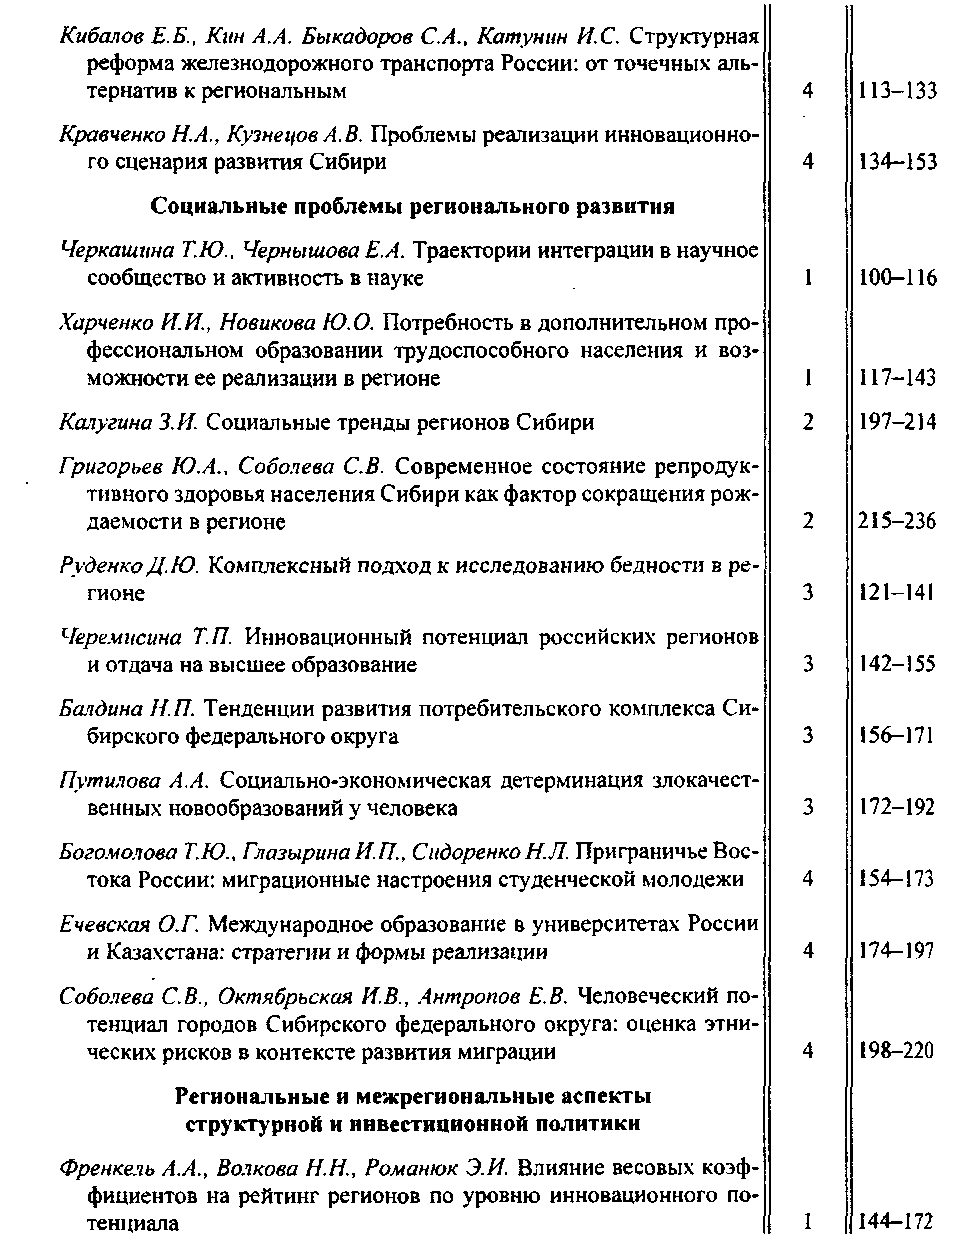 Кибалов Е.Б., Кин А.А. Быкадоров С.А., Катунин И.С. Структурная
реформа железнодорожного транспорта России: от точечных аль-
тернатив к региональным 4 113–133
Кравченко Н.А., Кузнецов А.В. Проблемы реализации инновационно-
го сценария развития Сибири 4 134–153
Социальные проблемы регионального развития
Черкашина Т.Ю., Чернышова Е.А. Траектории интеграции в научное
сообщество и активность в науке 1 100–116
Харченко И.И., Новикова Ю.О. Потребность в дополнительном про-
фессиональном образовании трудоспособного населения и воз-
можности ее реализации в регионе 1 117–143
Калугина З.И. Социальные тренды регионов Сибири 2 197–214
Григорьев Ю.А., Соболева С.В. Современное состояние репродук-
тивного здоровья населения Сибири как фактор сокращения рож-
даемости в регионе 2 215–236
Руденко Д.Ю. Комплексный подход к исследованию бедности в ре-
гионе 3 121–141
Черемисина Т.П. Инновационный потенциал российских регионов
и отдача на высшее образование 3 142–155
Балдина Н.П. Тенденции развития потребительского комплекса Си-
бирского федерального округа 3 156–171
Путилова А.А. Социально-экономическая детерминация злокачест-
венных новообразований у человека 3 172–192
Богомолова Т.Ю., Глазырина И.П., Сидоренко Н.Л. Приграничье Вос-
тока России: миграционные настроения студенческой молодежи 4 154–173
Ечевская О.Г. Международное образование в университетах России
и Казахстана: стратегии и формы реализации 4 174–197
Соболева С.В., Октябрьская И.В., Антропов Е.В. Человеческий по-
тенциал городов Сибирского федерального округа: оценка этни-
ческих рисков в контексте развития миграции 4 198–220
Региональные и межрегиональные аспекты
структурной и инвестиционной политики
Френкель А.А., Волкова Н.Н., Романюк Э.И. Влияние весовых коэф-
фициентов на рейтинг регионов по уровню инновационного по-
тенциала 1 144–172